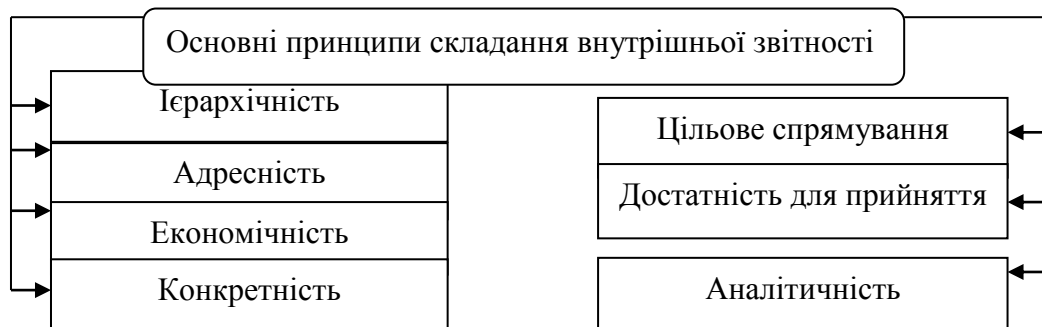 Основні принципи складання внутрішньої звітності
Ієрархічність
Адресність
Економічність
Конкретність
Цільове спрямування
Достатність для прийняття
Аналітичність